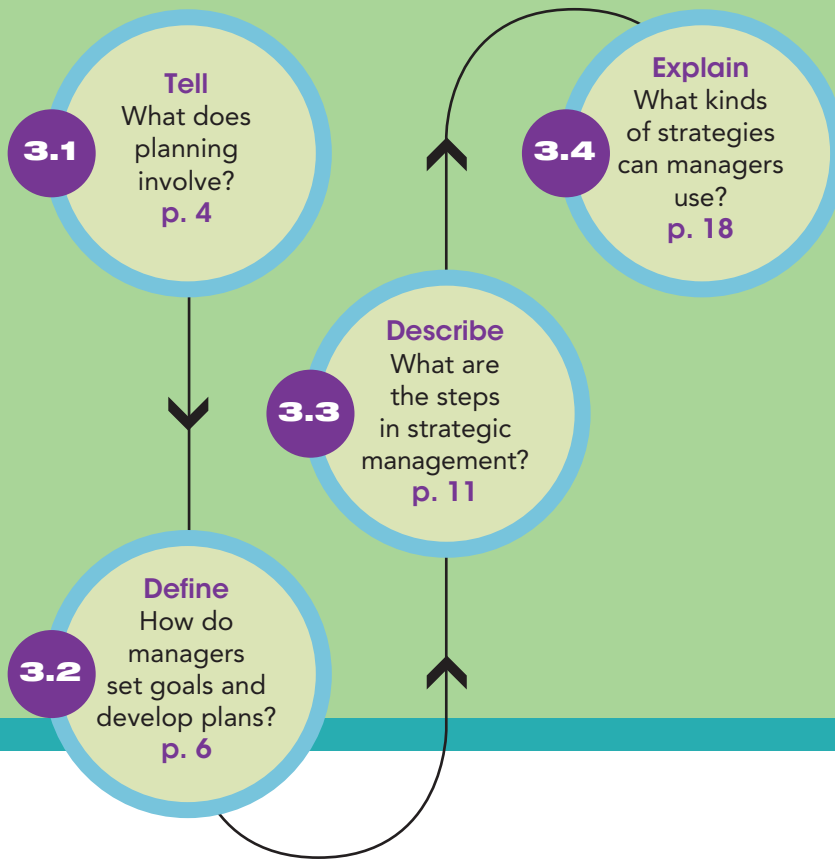 3.1
Tell
What does
planning
involve?
p. 4
3.2
Define
How do
managers
set goals and
develop plans?
p. 6
3.3
Describe
What are
the steps
in strategic
management?
p. 11
3.4
Explain
What kinds
of strategies
can managers
use?
p. 18